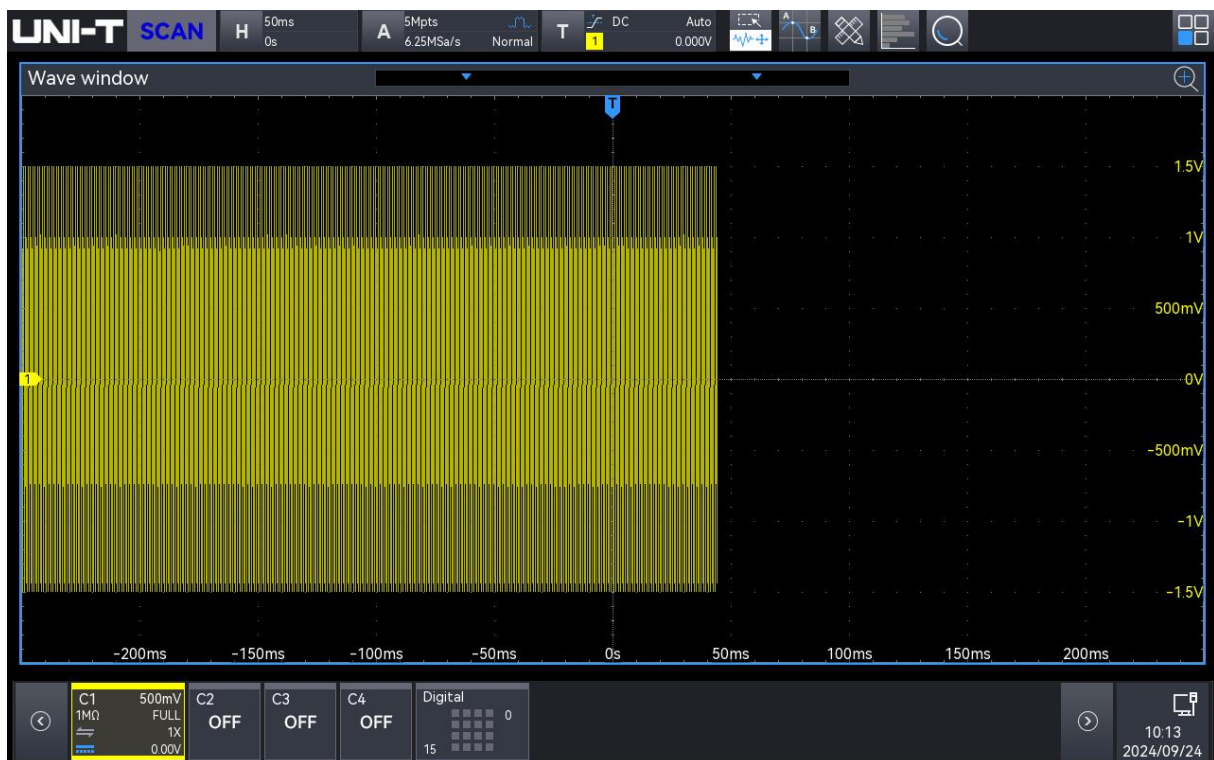 UNI-T SCAN H 50ms 0s A 5Mpts 6.25MSa/s Normal T DC Auto 1 0.000V A B
Wave window
T
1.5V
1V
500mV
1 0V
-500mV
-1V
-1.5V
-200ms -150ms -100ms -50ms 0s 50ms 100ms 150ms 200ms
C1 500mV C2 C3 C4 Digital
1MΩ FULL OFF OFF OFF 0
1X
0.00V 15
10:13
2024/09/24